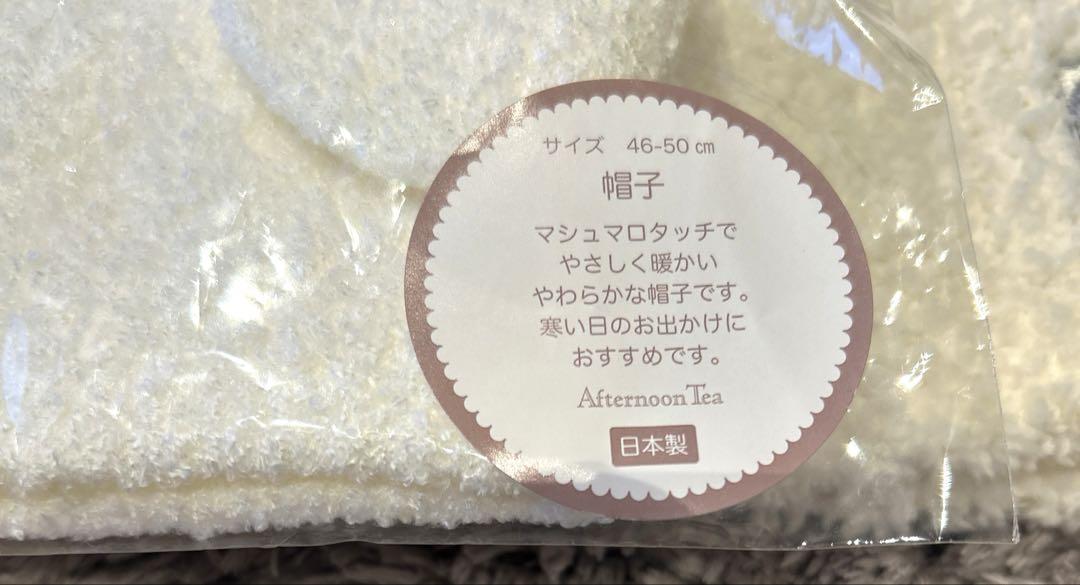 サイズ　46-50㎝
帽子
マシュマロタッチで
やさしく暖かい
やわらかな帽子です。
寒い日のお出かけに
おすすめです。
Afternoon Tea
日本製